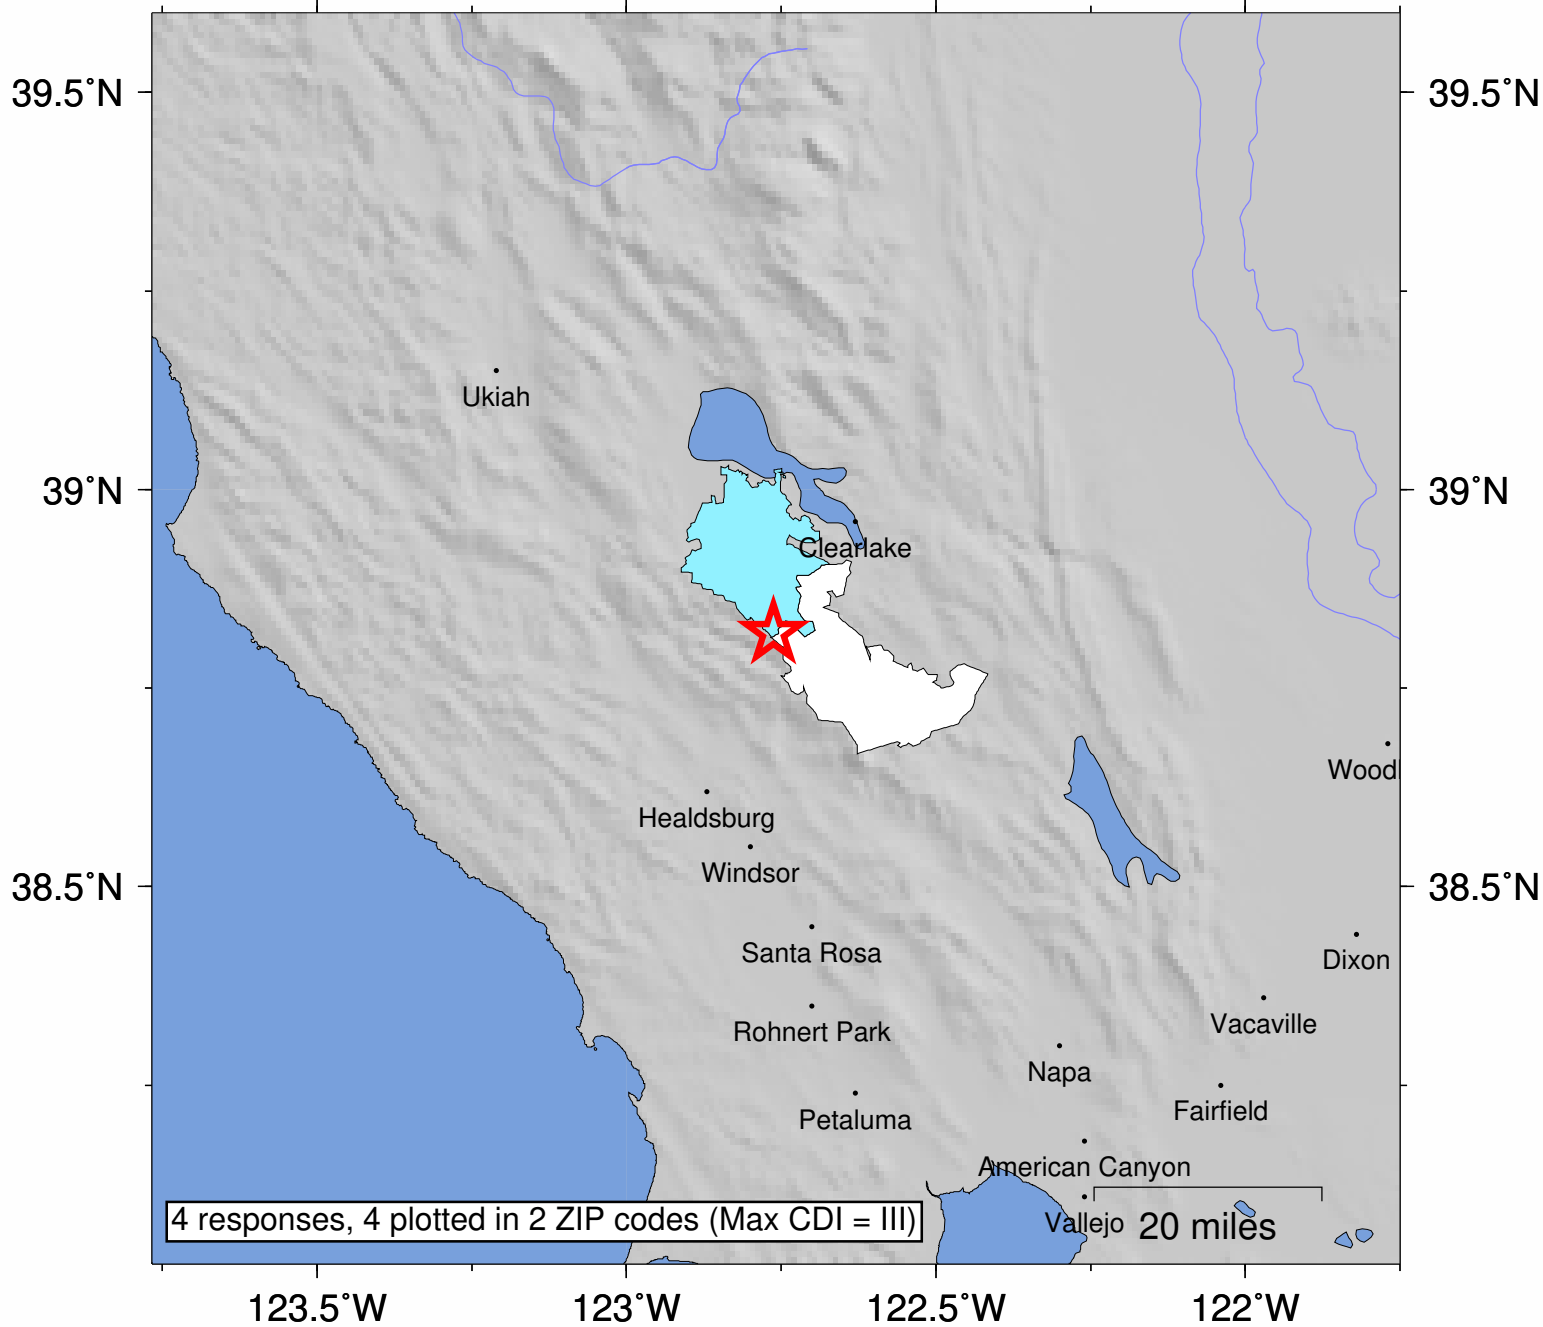 39.5°N
39.5°N
Ukiah
39°N
39°N
Clearlake
Wood
Healdsburg
Windsor
38.5°N
38.5°N
Santa Rosa
Dixon
Vacaville
Rohnert Park
Napa
Fairfield
Petaluma
American Canyon
4 responses, 4 plotted in 2 ZIP codes (Max CDI = III)
Vallejo
20 miles
123.5°W
123°W
122.5°W
122°W